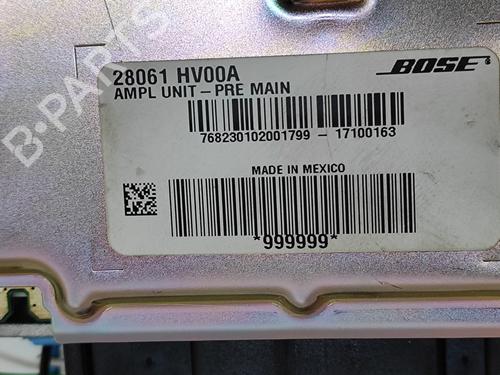 B-PARTS
28061 HV00A
BOSE®
AMPL UNIT – PRE MAIN
768230102001799 – 17100163
MADE IN MEXICO
*999999*